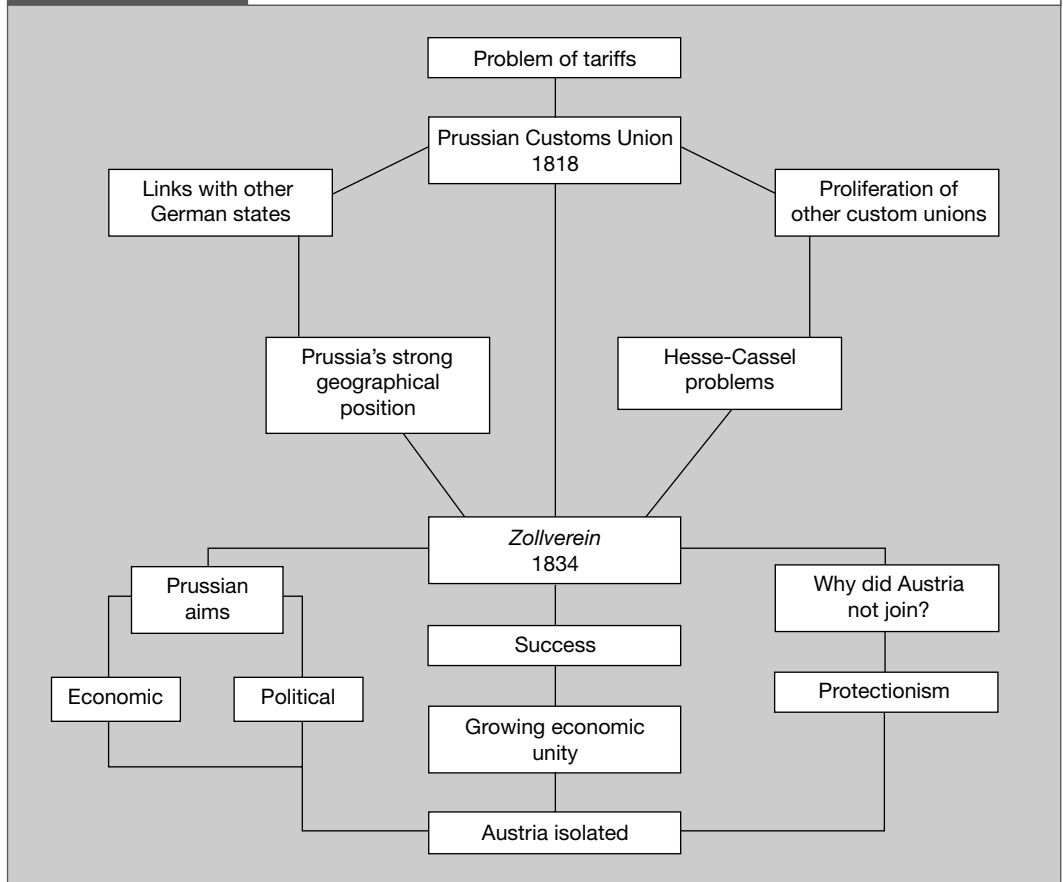 Problem of tariffs
Prussian Customs Union
1818
Links with other
German states
Proliferation of
other custom unions
Prussia's strong
geographical
position
Hesse-Cassel
problems
Zollverein
1834
Prussian
aims
Why did Austria
not join?
Success
Economic
Political
Protectionism
Growing economic
unity
Austria isolated